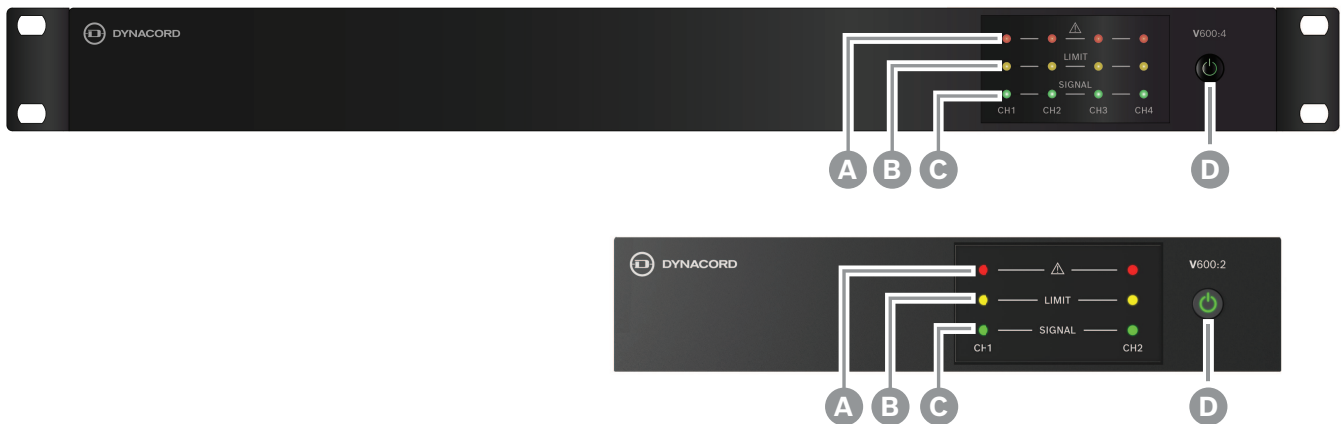 DYNACORD
V600:4
LIMIT
SIGNAL
CH1 CH2 CH3 CH4
A B C D
DYNACORD
V600:2
LIMIT
SIGNAL
CH1 CH2
A B C D